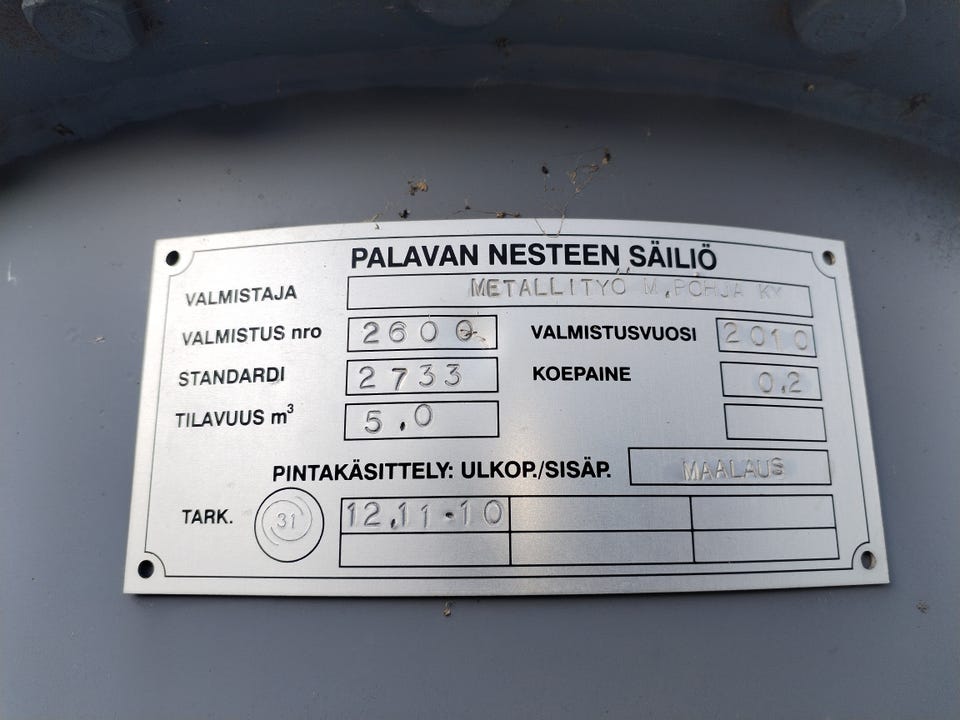 PALAVAN NESTEEN SÄILIÖ
VALMISTAJA METALLITYÖ M.POHJA KY
VALMISTUS nro 2600 VALMISTUSVUOSI 2010
STANDARDI 2733 KOEPAINE 0.2
TILAVUUS m³ 5.0
PINTAKÄSITTELY: ULKOP./SISÄP. MAALAUS
TARK. 31 12.11-10